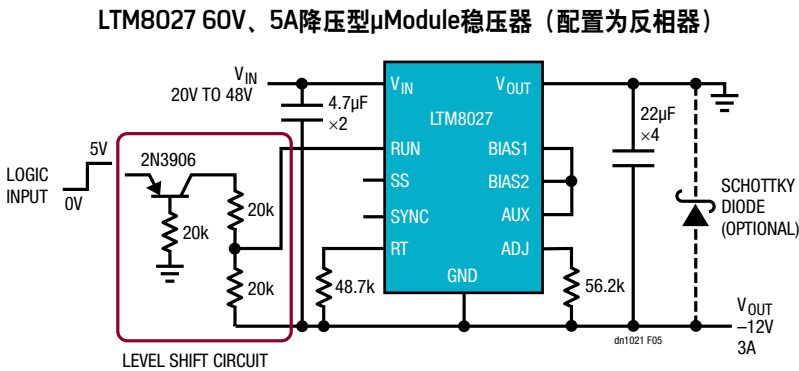 LTM8027 60V、5A降压型µModule稳压器（配置为反相器）
VIN
20V TO 48V
4.7µF
×2
VIN
VOUT
LTM8027
22µF
×4
5V
LOGIC
INPUT
0V
2N3906
20k
20k
20k
RUN
BIAS1
SS
BIAS2
SYNC
AUX
RT
ADJ
GND
48.7k
56.2k
SCHOTTKY
DIODE
(OPTIONAL)
VOUT
–12V
3A
dn1021 F05
LEVEL SHIFT CIRCUIT